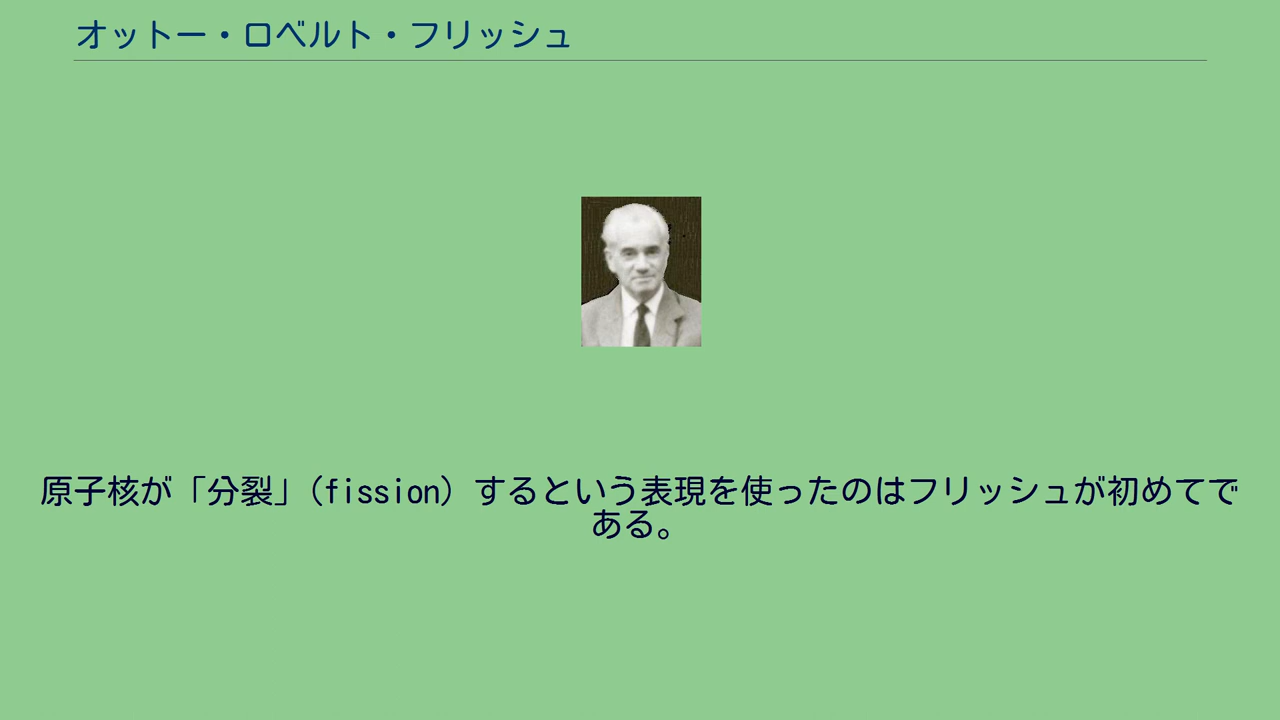 オットー・ロベルト・フリッシュ
原子核が「分裂」(fission) するという表現を使ったのはフリッシュが初めてで
ある。